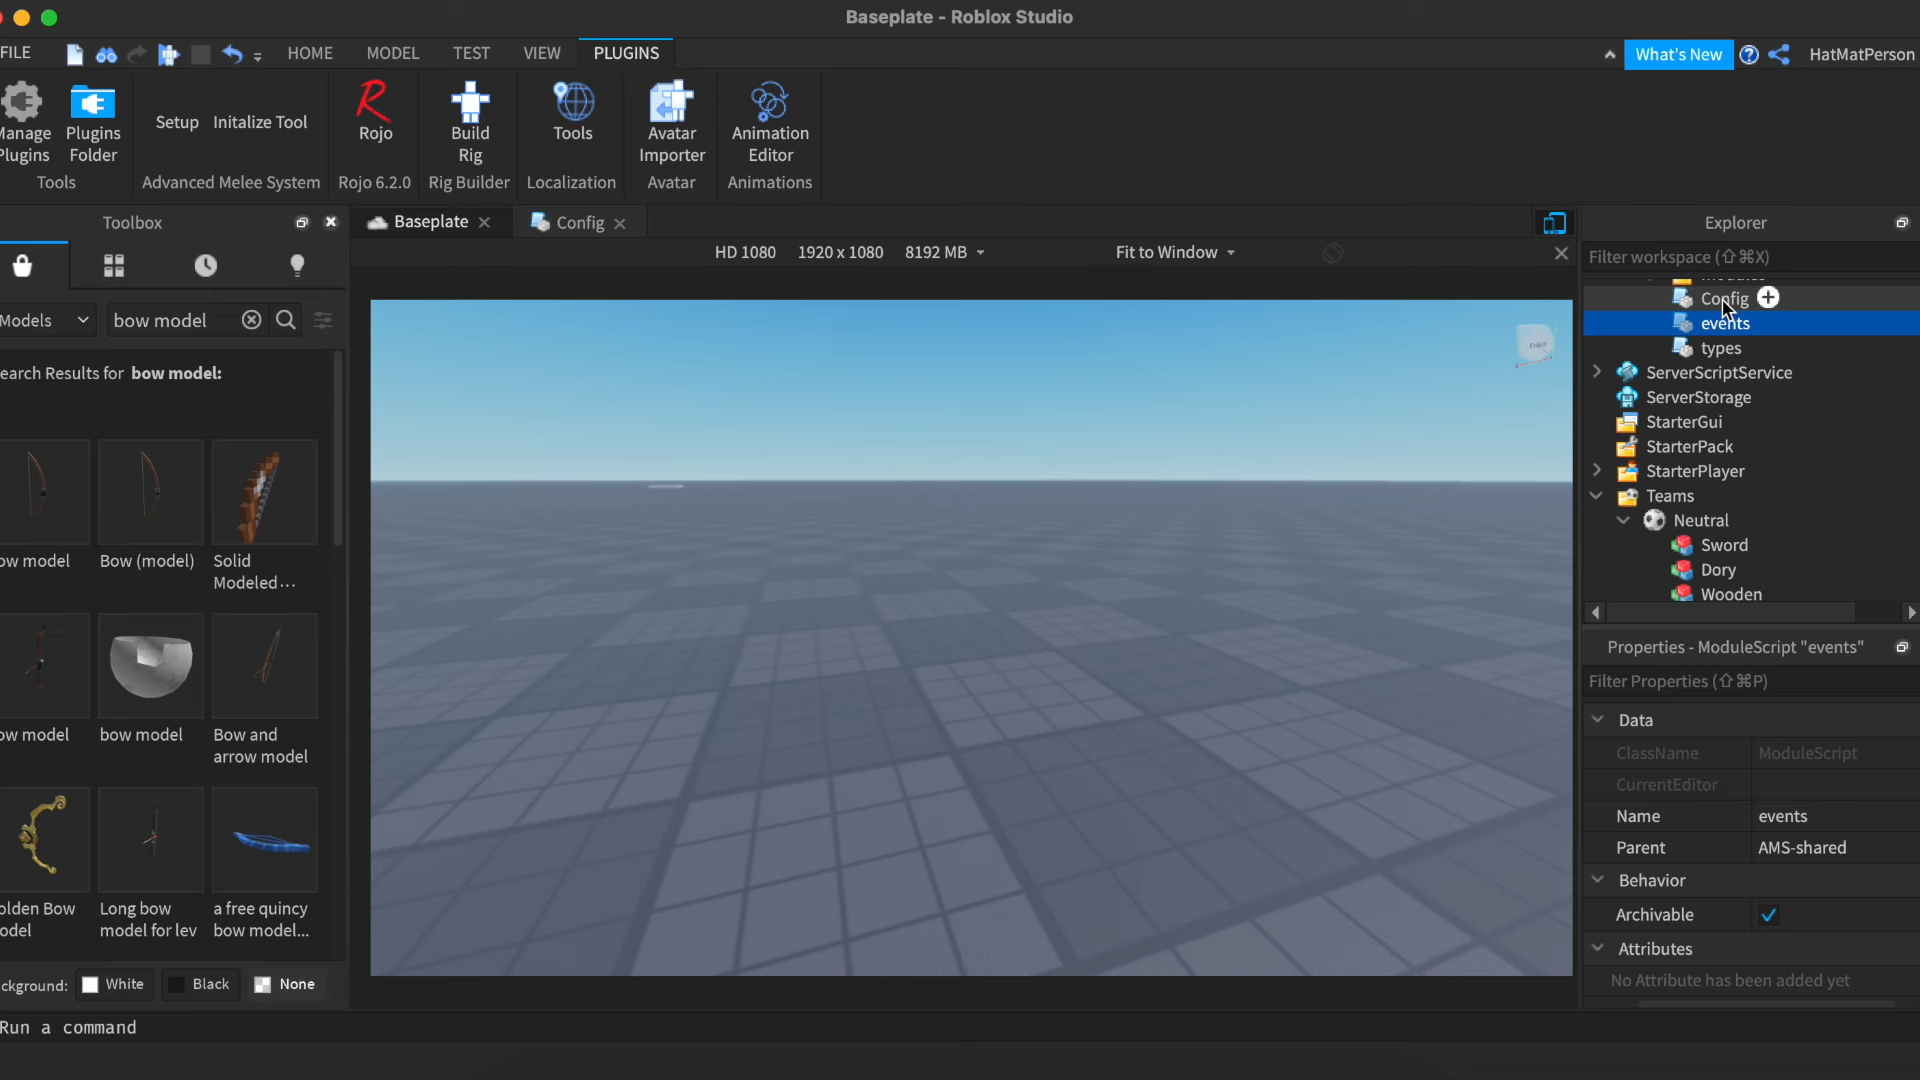 Baseplate - Roblox Studio
FILE
HOME
MODEL
TEST
VIEW
PLUGINS
What's New
HatMatPerson
Manage Plugins
Plugins Folder
Tools
Setup
Initalize Tool
Advanced Melee System
Rojo
Rojo 6.2.0
Build Rig
Rig Builder
Tools
Localization
Avatar Importer
Avatar
Animation Editor
Animations
Toolbox
Models
bow model
earch Results for bow model:
ow model
Bow (model)
Solid
Modeled...
ow model
bow model
Bow and
arrow model
olden Bow
odel
Long bow
model for lev
a free quincy
bow model...
ckground:
White
Black
None
Run a command
Baseplate
Config
HD 1080
1920 x 1080
8192 MB
Fit to Window
Front
Explorer
Filter workspace (⇧⌘X)
Config
events
types
ServerScriptService
ServerStorage
StarterGui
StarterPack
StarterPlayer
Teams
Neutral
Sword
Dory
Wooden
Properties - ModuleScript "events"
Filter Properties (⇧⌘P)
Data
ClassName
ModuleScript
CurrentEditor
Name
events
Parent
AMS-shared
Behavior
Archivable
Attributes
No Attribute has been added yet